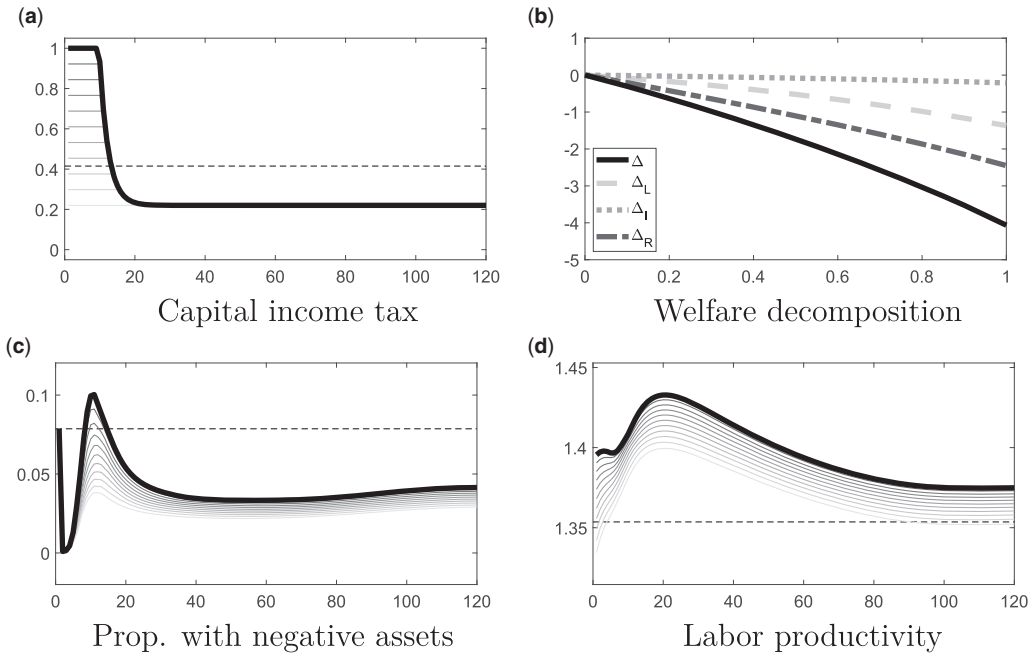 (a)
1
0.8
0.6
0.4
0.2
0
0 20 40 60 80 100 120
Capital income tax
(b)
1
0
-1
-2
-3
-4
-5
Δ
Δ_L
Δ_I
Δ_R
0 0.2 0.4 0.6 0.8 1
Welfare decomposition
(c)
0.1
0.05
0
0 20 40 60 80 100 120
Prop. with negative assets
(d)
1.45
1.4
1.35
0 20 40 60 80 100 120
Labor productivity